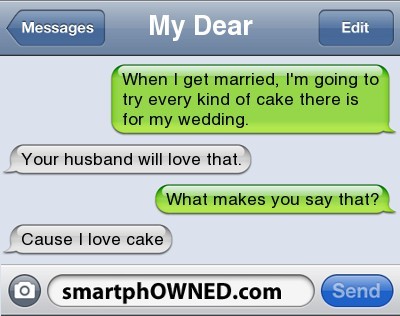 Messages
My Dear
Edit
When I get married, I'm going to
try every kind of cake there is
for my wedding.
Your husband will love that.
What makes you say that?
Cause I love cake
smartphOWNED.com
Send